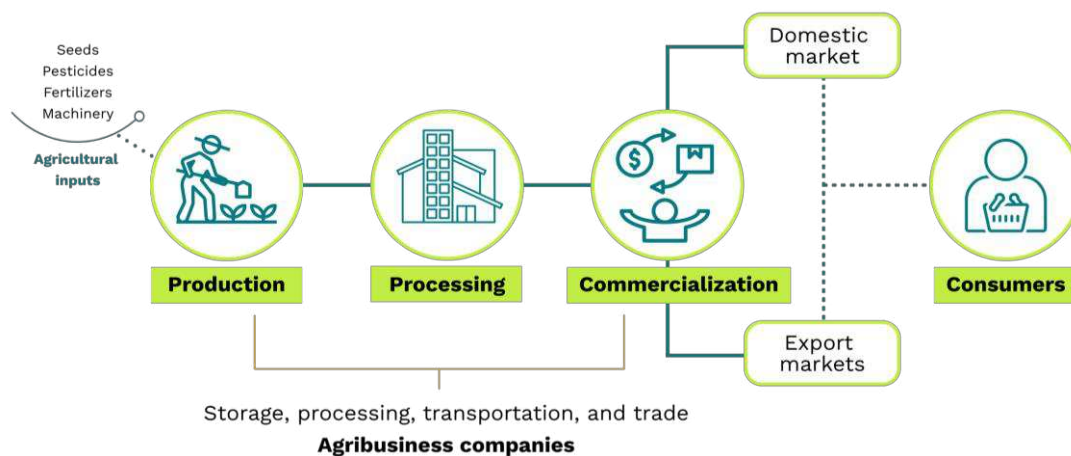 Seeds
Pesticides
Fertilizers
Machinery
Agricultural
inputs
$
Production
Processing
Commercialization
Domestic
market
Export
markets
Consumers
Storage, processing, transportation, and trade
Agribusiness companies